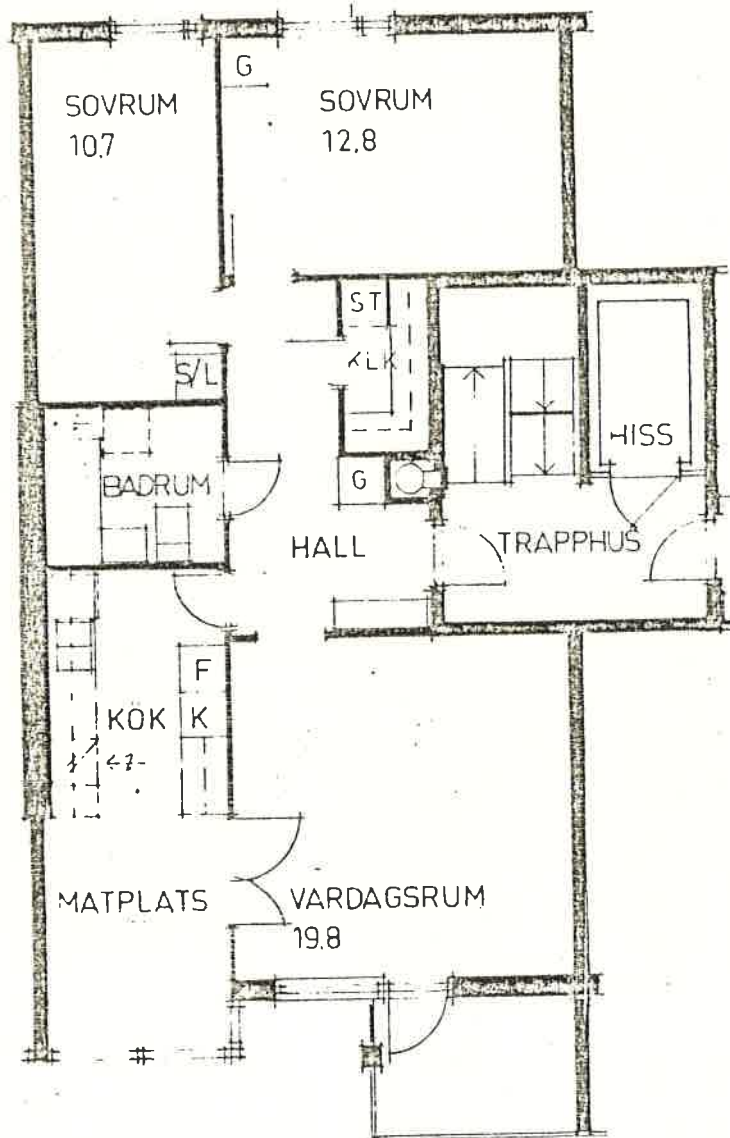 G
SOVRUM
10,7
SOVRUM
12,8
ST
KLK
S/L
HISS
BADRUM
G
HALL
TRAPPHUS
F
KÖK
K
MATPLATS
VARDAGSRUM
19,8